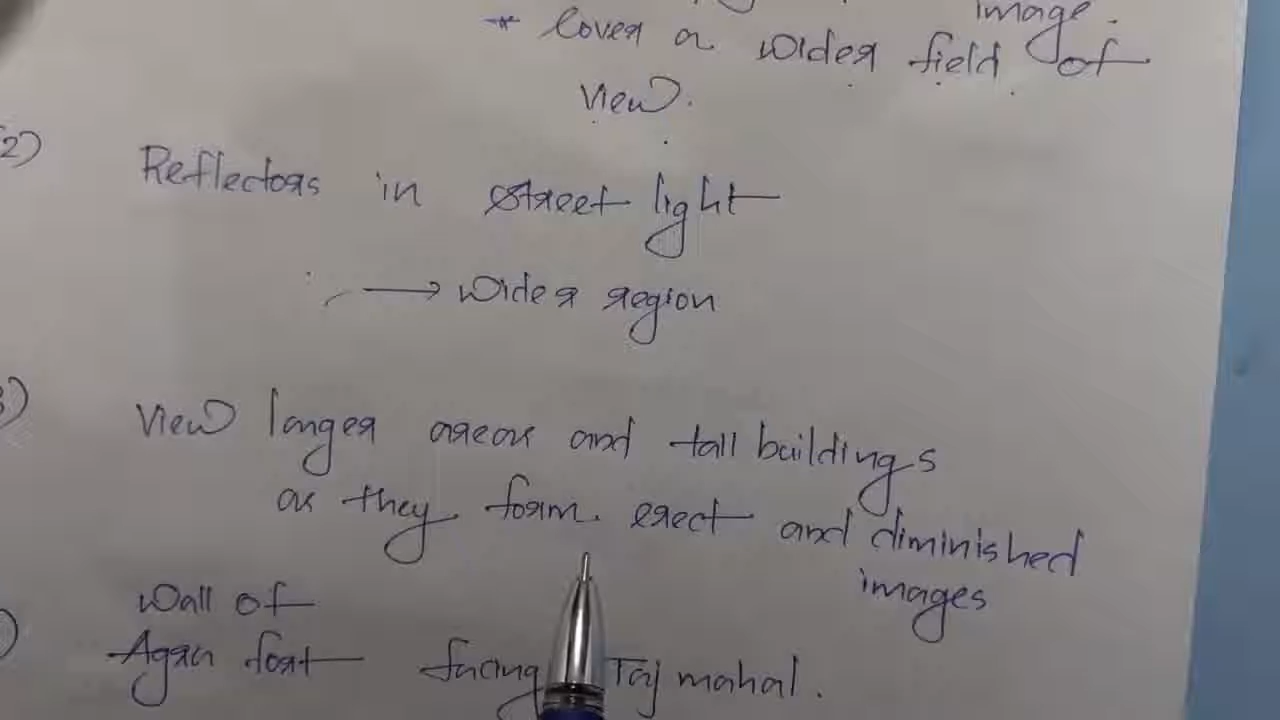 image.
* Cover a wider field of
view.
2) Reflectors in street light
→ wider region
3) View larger areas and tall buildings
as they form erect and diminished
images
) Wall of
Agra fort facing Taj mahal.